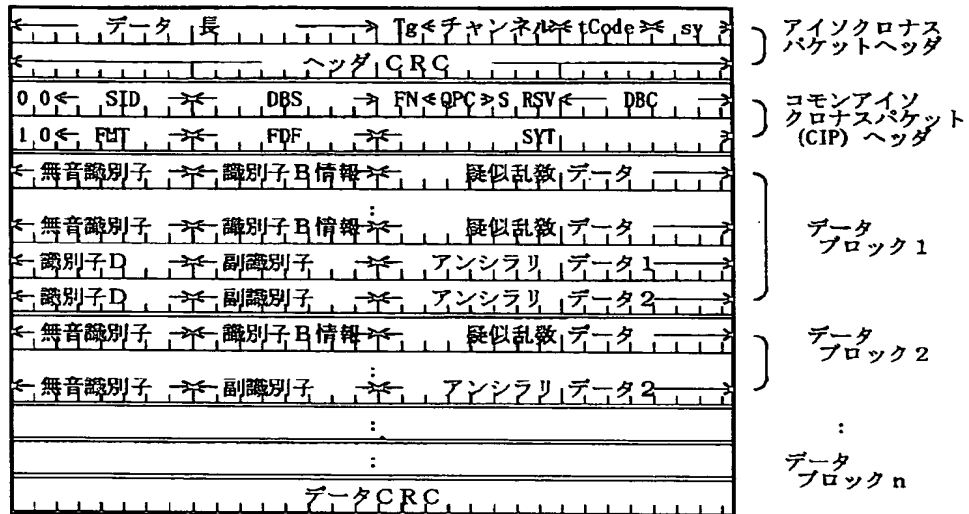 データ長 Tg チャンネル tCode sy
アイソクロナス
パケットヘッダ
ヘッダCRC
0 0 SID DBS FN QPC S RSV DBC
1 0 FMT FDF SYT
コモンアイソ
クロナスパケット
(CIP) ヘッダ
無音識別子 識別子B情報 疑似乱数データ
:
無音識別子 識別子B情報 疑似乱数データ
識別子D 副識別子 アンシラリ データ1
識別子D 副識別子 アンシラリ データ2
データ
ブロック1
無音識別子 識別子B情報 疑似乱数データ
:
無音識別子 副識別子 アンシラリ データ2
データ
ブロック2
:
:
:
データ
ブロックn
データCRC